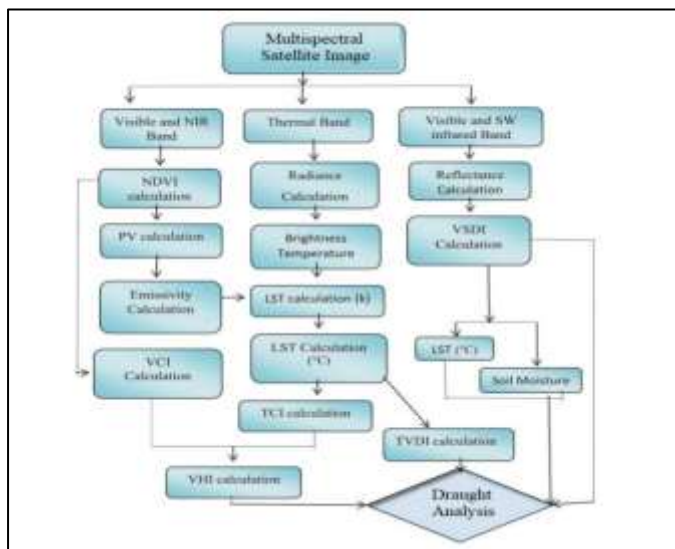 Multispectral
Satellite Image
Visible and NIR
Band
Thermal Band
Visible and SW
infrared Band
NDVI
calculation
Radiance
Calculation
Reflectance
Calculation
PV calculation
Brightness
Temperature
VSDI
Calculation
Emissivity
Calculation
LST calculation (k)
VCI
Calculation
LST Calculation
(°C)
LST (°C)
Soil Moisture
TCI calculation
TVDI calculation
VHI calculation
Draught
Analysis